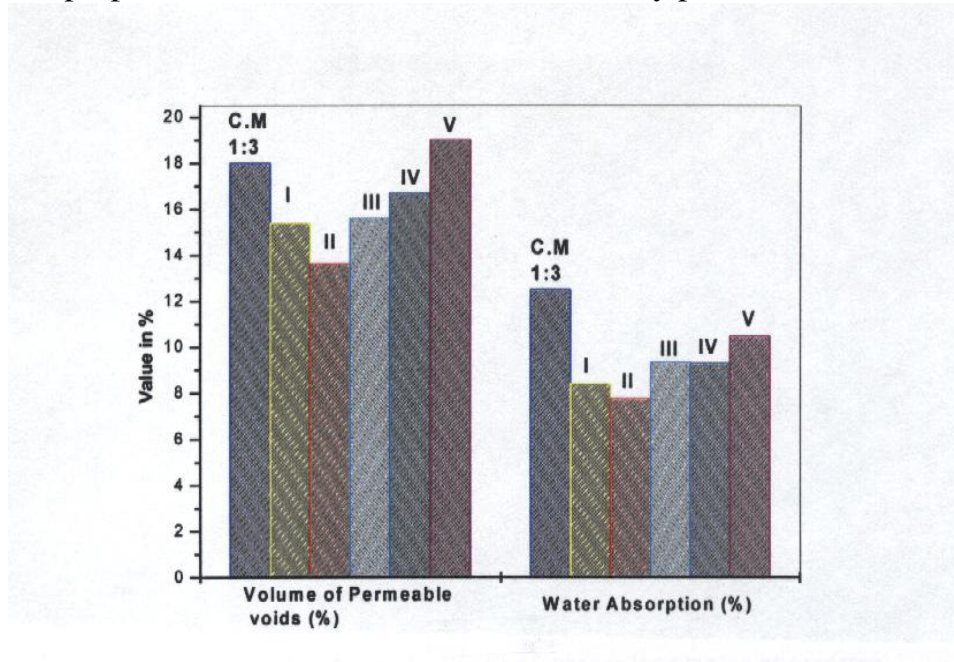 C.M
1:3
I
II
III
IV
V
C.M
1:3
I
II
III
IV
V
20
18
16
14
12
10
8
6
4
2
0
Value in %
Volume of Permeable
voids (%)
Water Absorption (%)